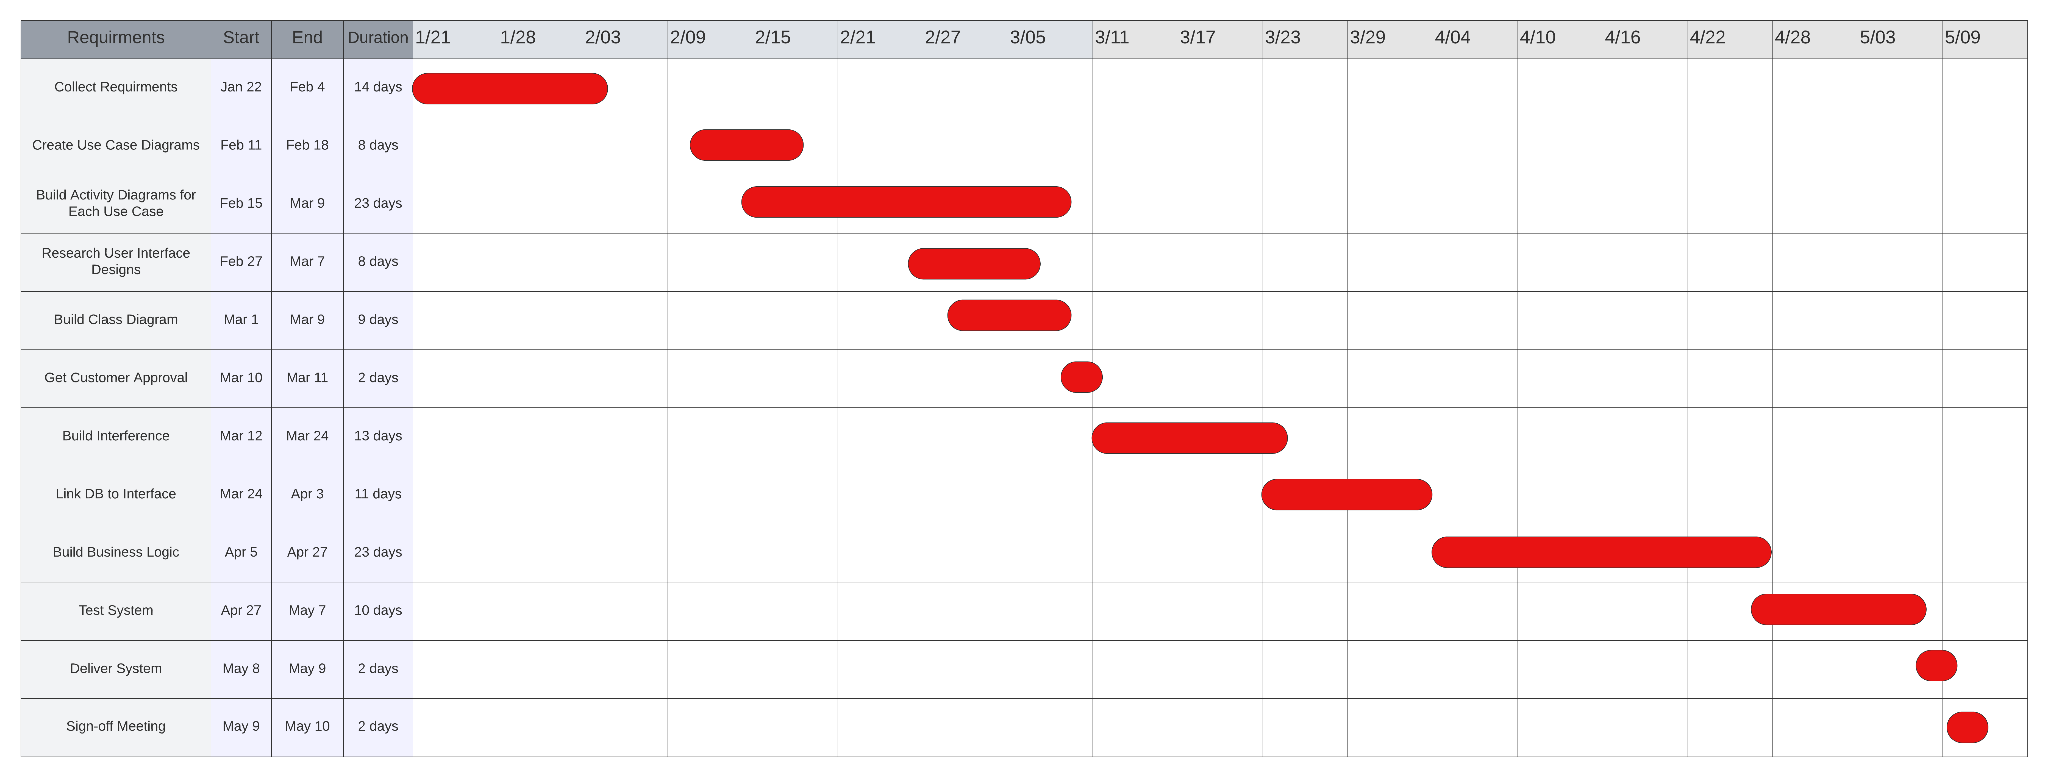 Requirments Start End Duration 1/21 1/28 2/03 2/09 2/15 2/21 2/27 3/05 3/11 3/17 3/23 3/29 4/04 4/10 4/16 4/22 4/28 5/03 5/09
Collect Requirments Jan 22 Feb 4 14 days
Create Use Case Diagrams Feb 11 Feb 18 8 days
Build Activity Diagrams for
Each Use Case Feb 15 Mar 9 23 days
Research User Interface
Designs Feb 27 Mar 7 8 days
Build Class Diagram Mar 1 Mar 9 9 days
Get Customer Approval Mar 10 Mar 11 2 days
Build Interference Mar 12 Mar 24 13 days
Link DB to Interface Mar 24 Apr 3 11 days
Build Business Logic Apr 5 Apr 27 23 days
Test System Apr 27 May 7 10 days
Deliver System May 8 May 9 2 days
Sign-off Meeting May 9 May 10 2 days